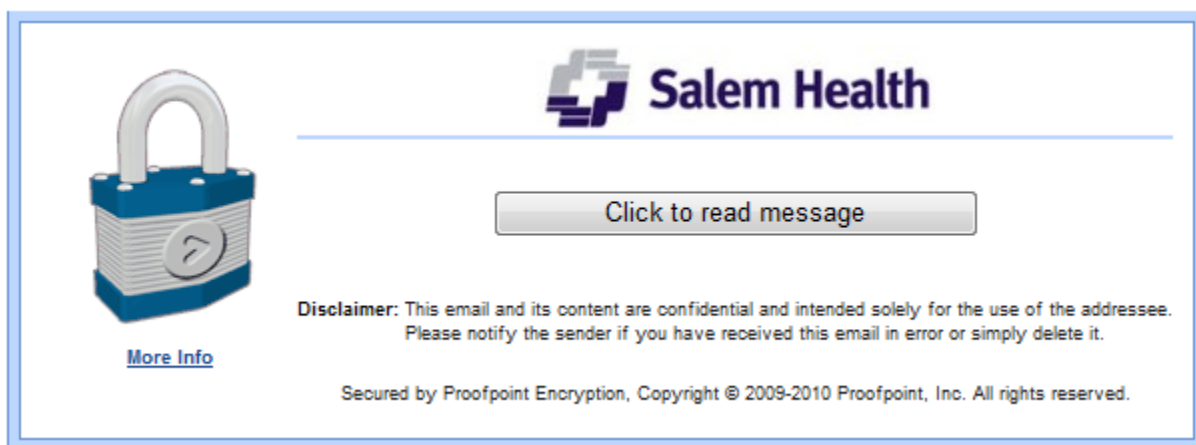 Salem Health
Click to read message
Disclaimer: This email and its content are confidential and intended solely for the use of the addressee.
Please notify the sender if you have received this email in error or simply delete it.
More Info
Secured by Proofpoint Encryption, Copyright © 2009-2010 Proofpoint, Inc. All rights reserved.